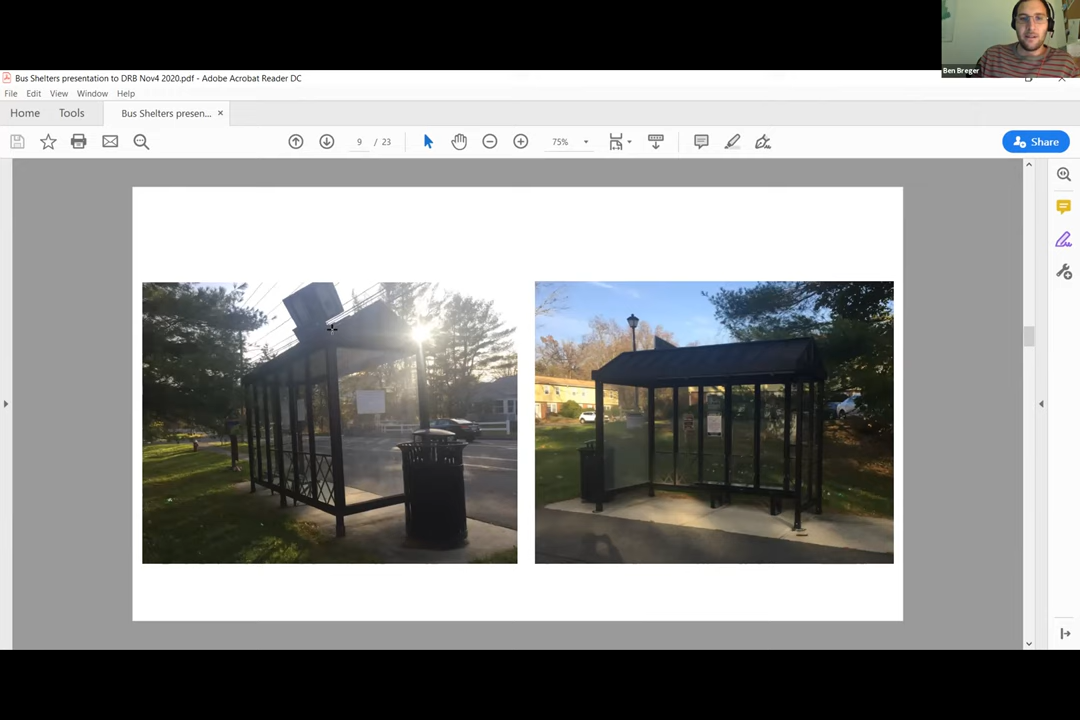 Ben Breger
Bus Shelters presentation to DRB Nov4 2020.pdf - Adobe Acrobat Reader DC
File Edit View Window Help
Home Tools Bus Shelters presen... ×
9 / 23 75% Share